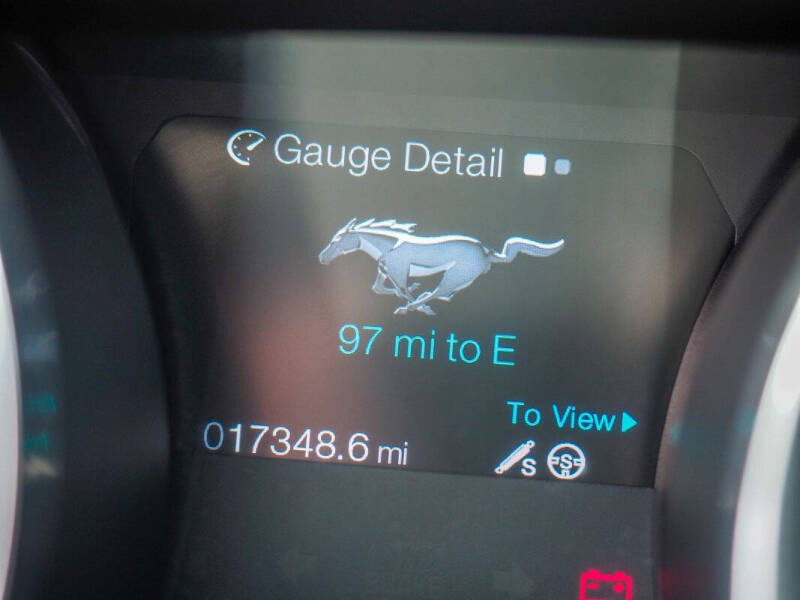 Gauge Detail
97 mi to E
To View
017348.6 mi
S S